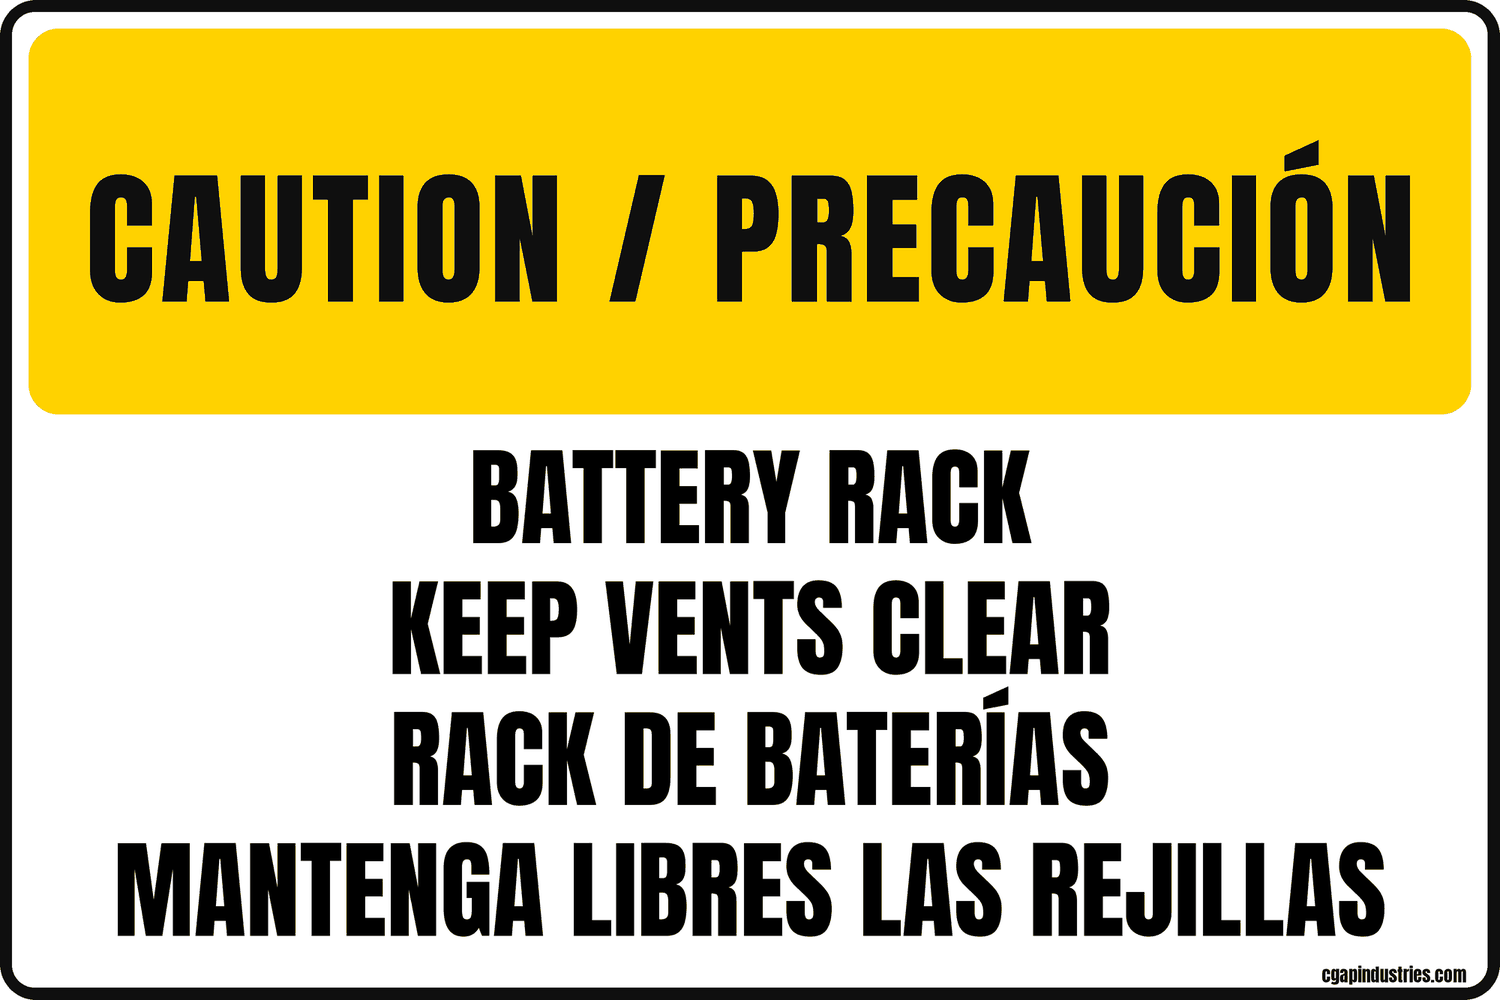 CAUTION / PRECAUCIÓN
BATTERY RACK
KEEP VENTS CLEAR
RACK DE BATERÍAS
MANTENGA LIBRES LAS REJILLAS
cgapindustries.com